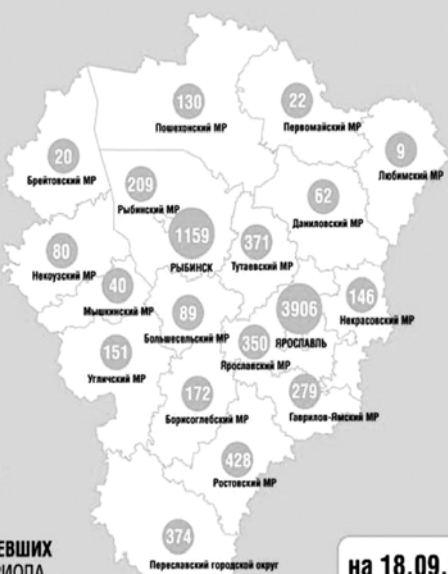 130
Пошехонский МР
22
Первомайский МР
9
Любимский МР
20
Брейтовский МР
209
Рыбинский МР
62
Даниловский МР
1159
РЫБИНСК
371
Тутаевский МР
80
Некоузский МР
40
Мышкинский МР
89
Большесельский МР
3906
ЯРОСЛАВЛЬ
146
Некрасовский МР
350
Ярославский МР
151
Угличский МР
172
Борисоглебский МР
279
Гаврилов-Ямский МР
428
Ростовский МР
374
Переславский городской округ
ЕВШИХ
на 18.09.